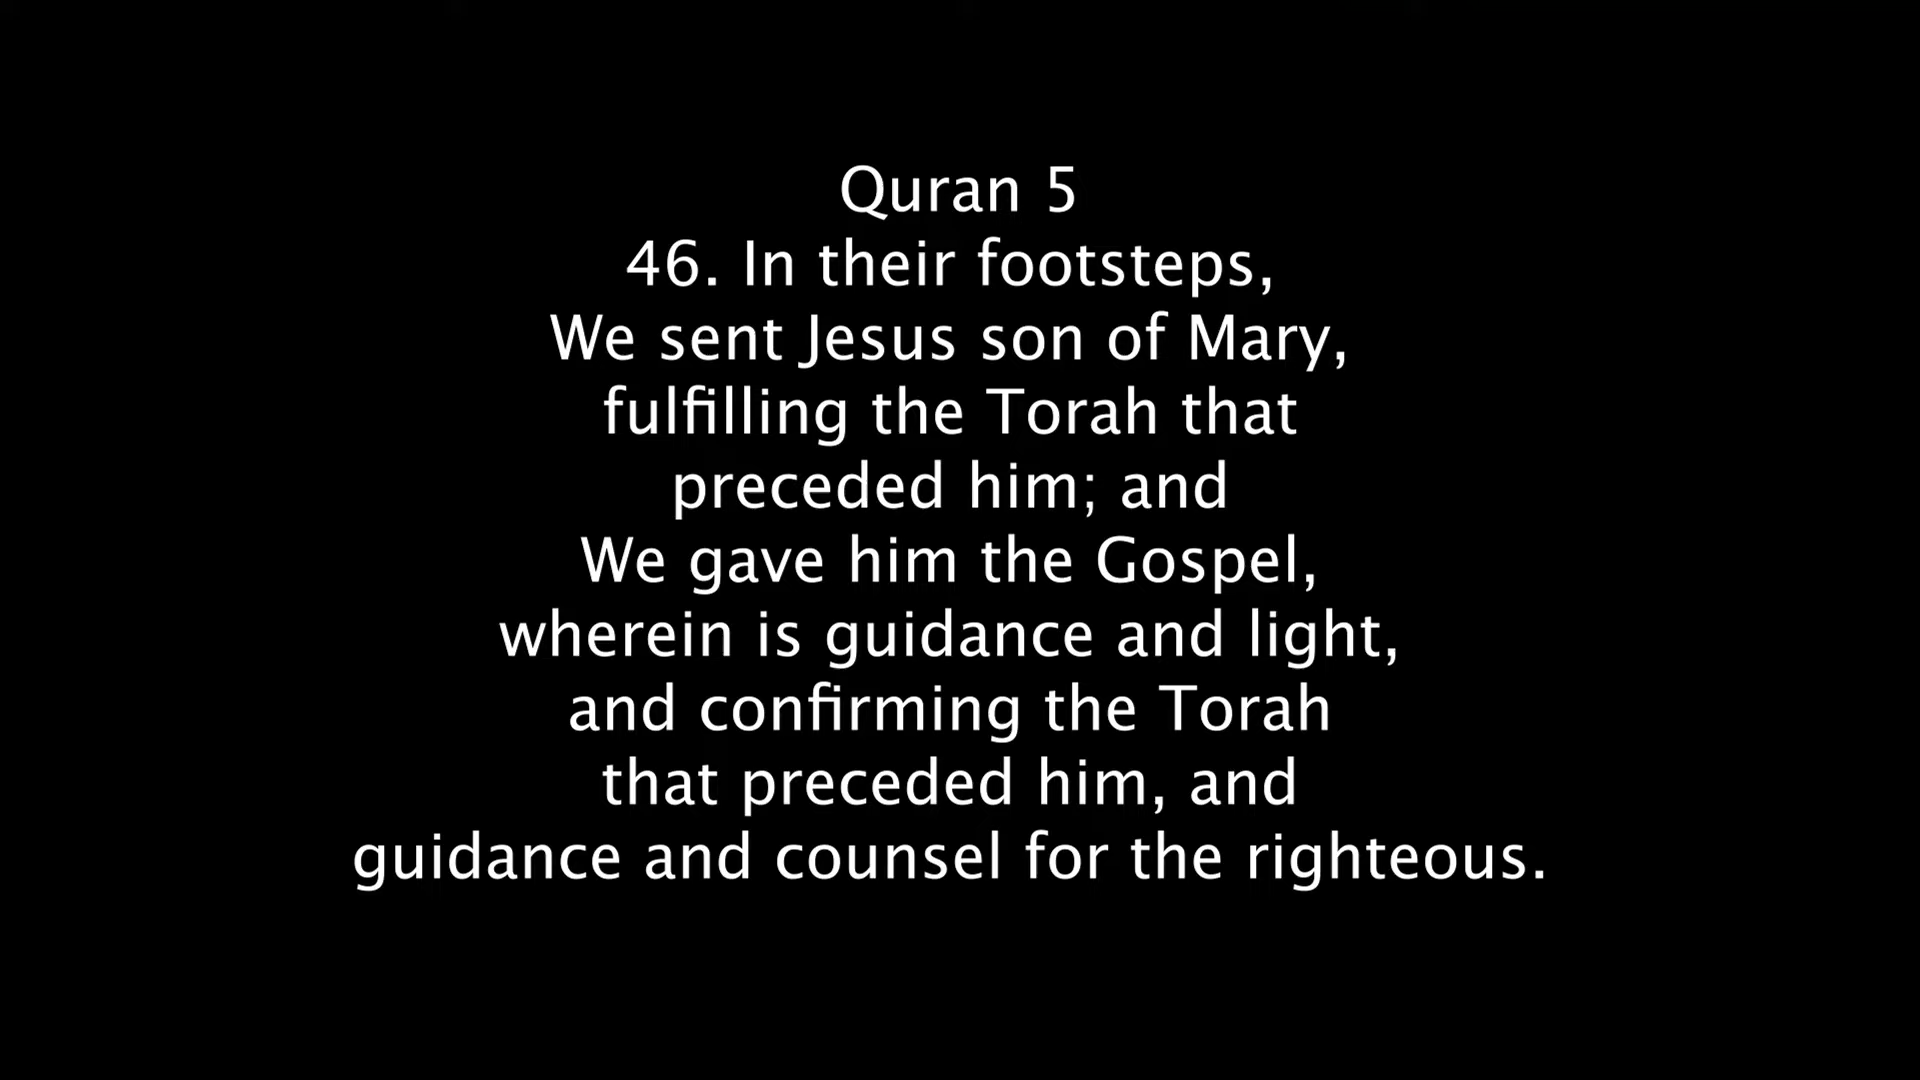 Quran 5
46. In their footsteps,
We sent Jesus son of Mary,
fulfilling the Torah that
preceded him; and
We gave him the Gospel,
wherein is guidance and light,
and confirming the Torah
that preceded him, and
guidance and counsel for the righteous.